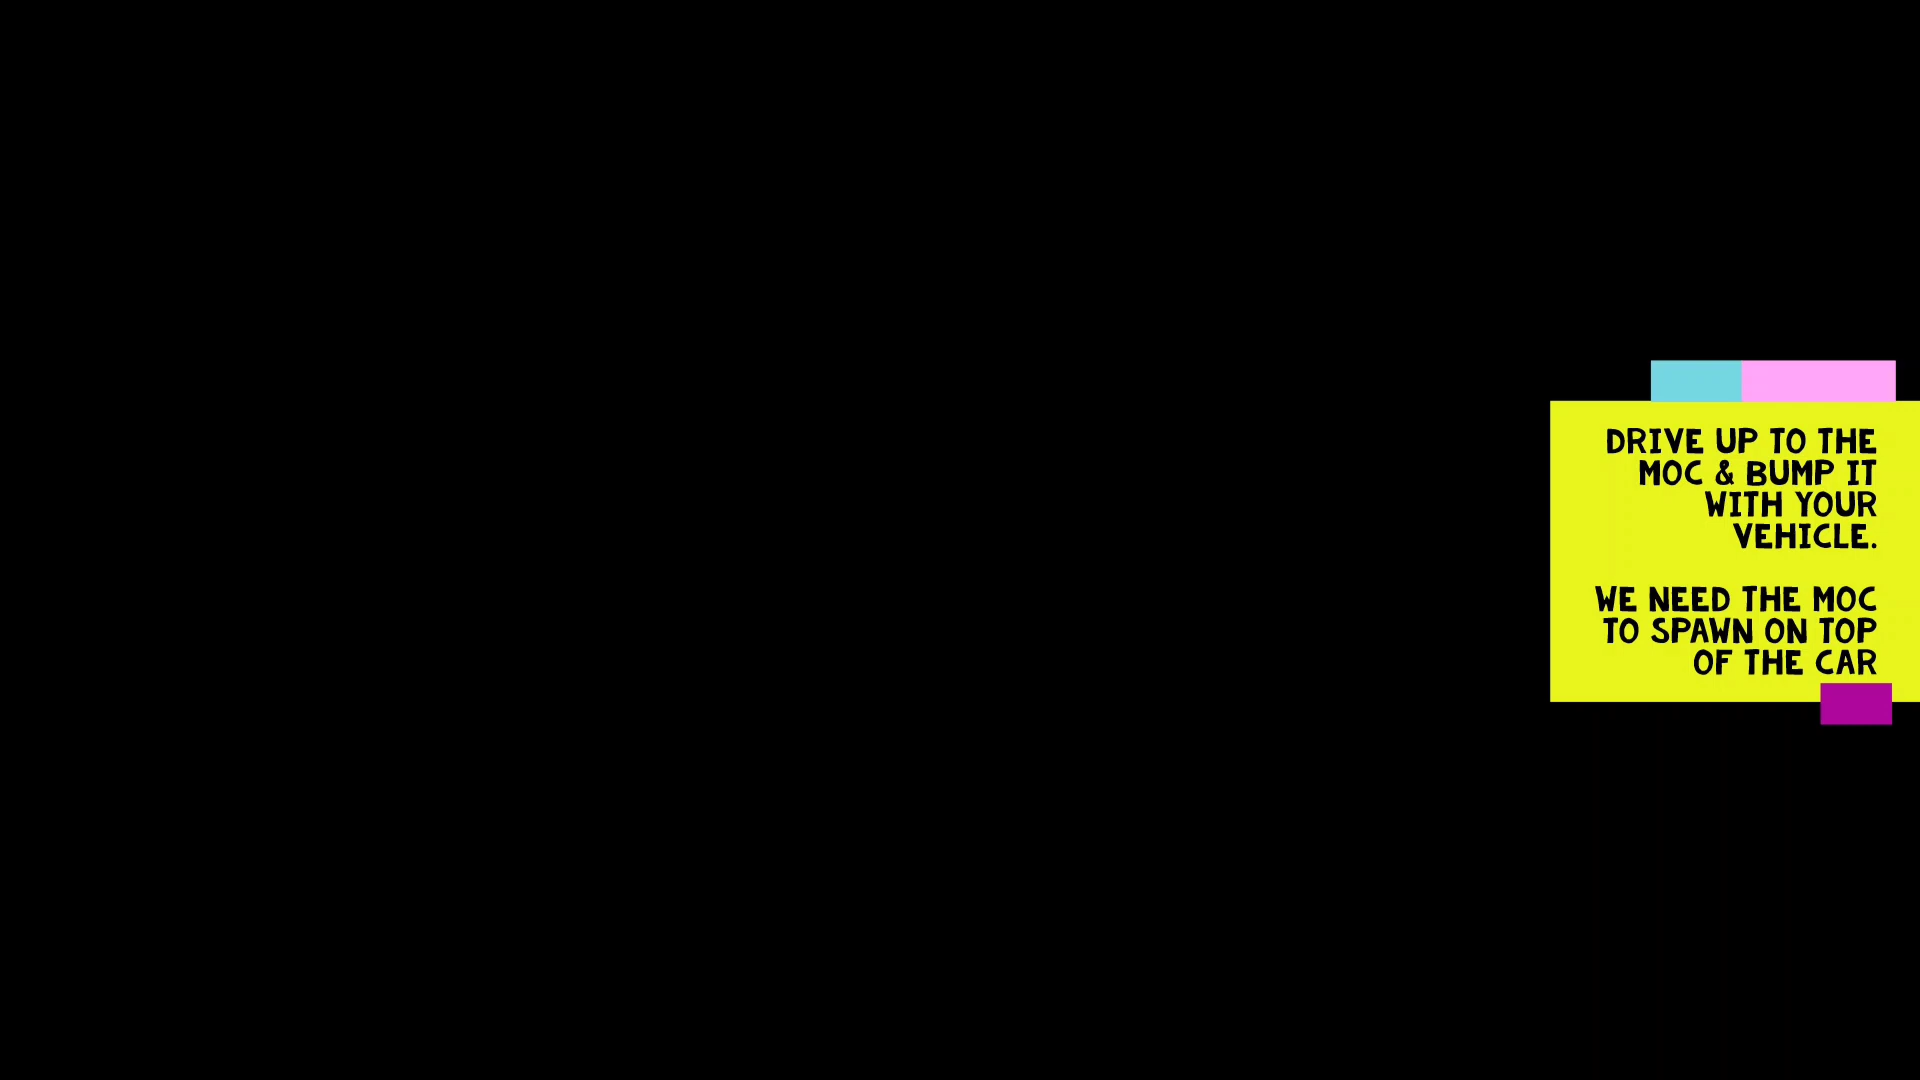 DRIVE UP TO THE
MOC & BUMP IT
WITH YOUR
VEHICLE.
WE NEED THE MOC
TO SPAWN ON TOP
OF THE CAR